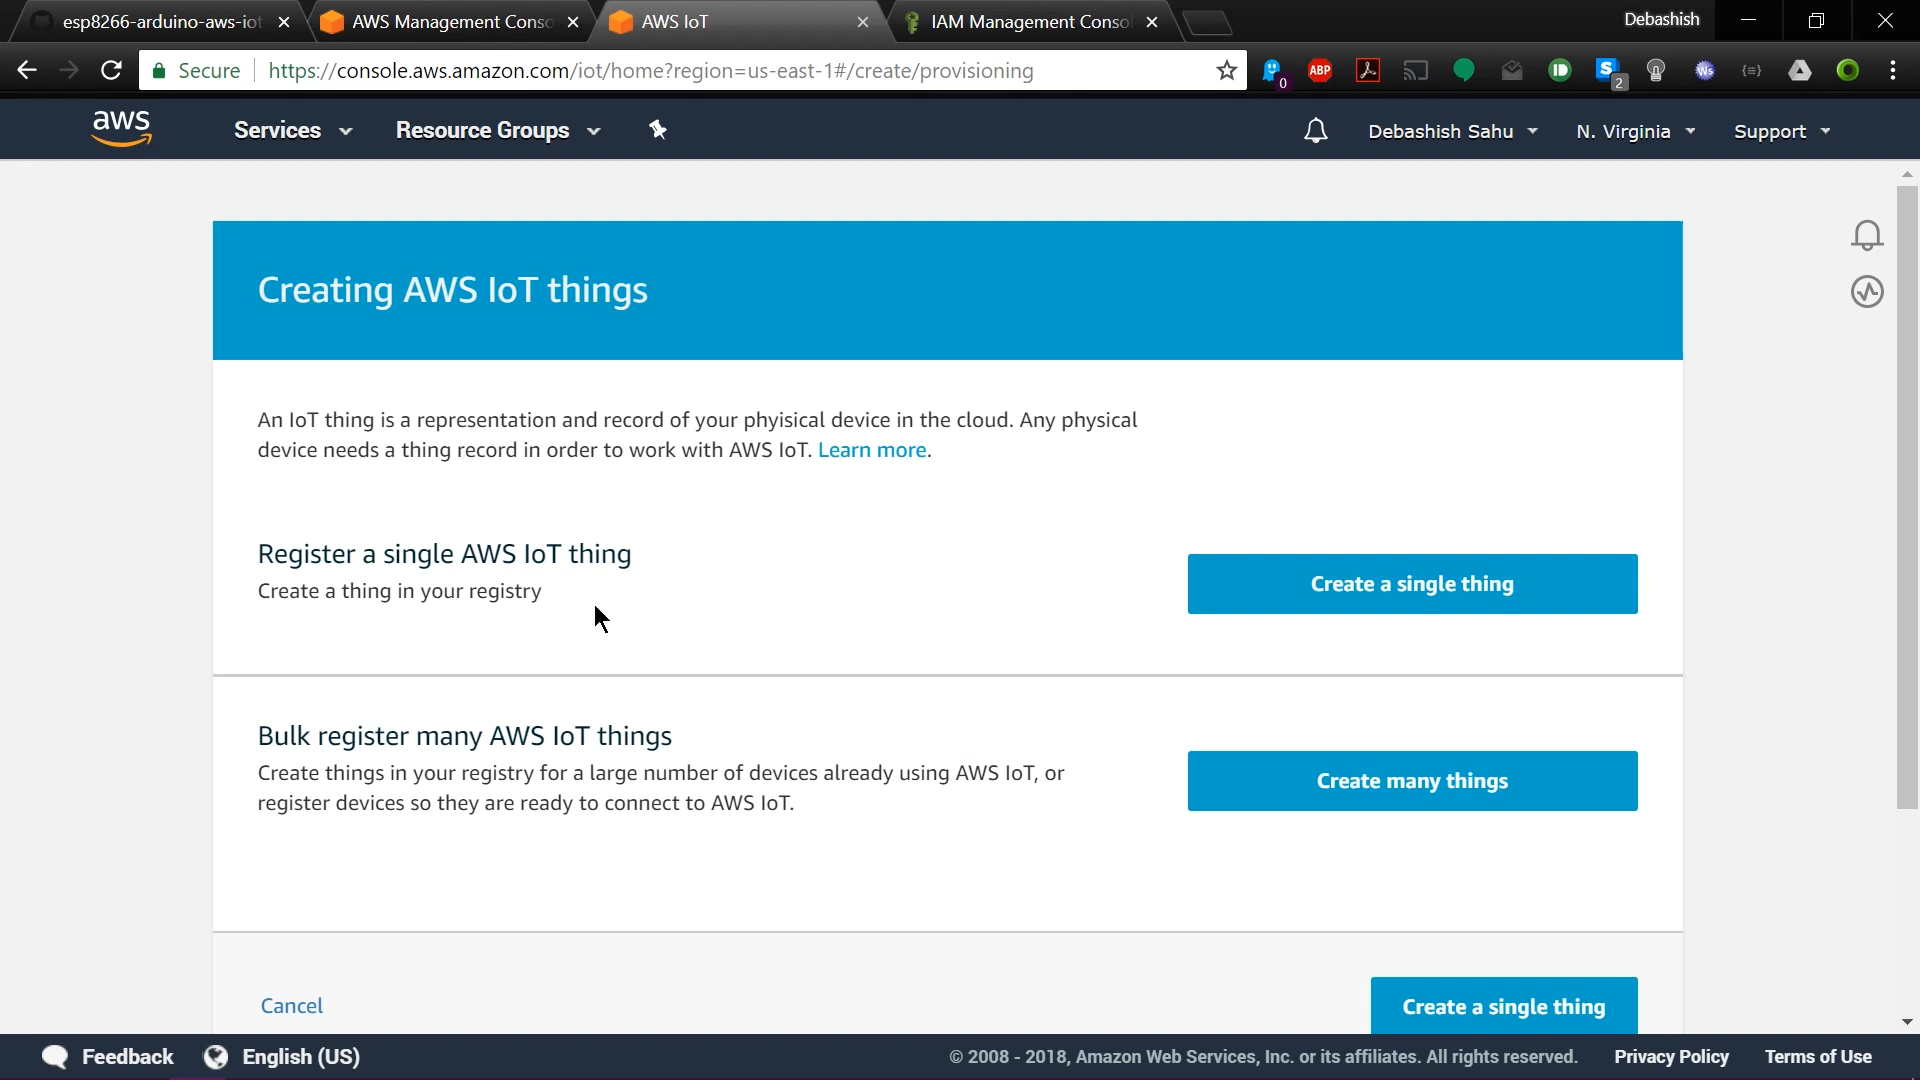 esp8266-arduino-aws-iot
AWS Management Conso
AWS IoT
IAM Management Consol
Debashish
Secure
https://console.aws.amazon.com/iot/home?region=us-east-1#/create/provisioning
0
ABP
2
Ws
aws
Services
Resource Groups
Debashish Sahu
N. Virginia
Support
Creating AWS IoT things
An IoT thing is a representation and record of your phyisical device in the cloud. Any physical
device needs a thing record in order to work with AWS IoT. Learn more.
Register a single AWS IoT thing
Create a thing in your registry
Create a single thing
Bulk register many AWS IoT things
Create things in your registry for a large number of devices already using AWS IoT, or
register devices so they are ready to connect to AWS IoT.
Create many things
Cancel
Create a single thing
Feedback
English (US)
© 2008 - 2018, Amazon Web Services, Inc. or its affiliates. All rights reserved.
Privacy Policy
Terms of Use